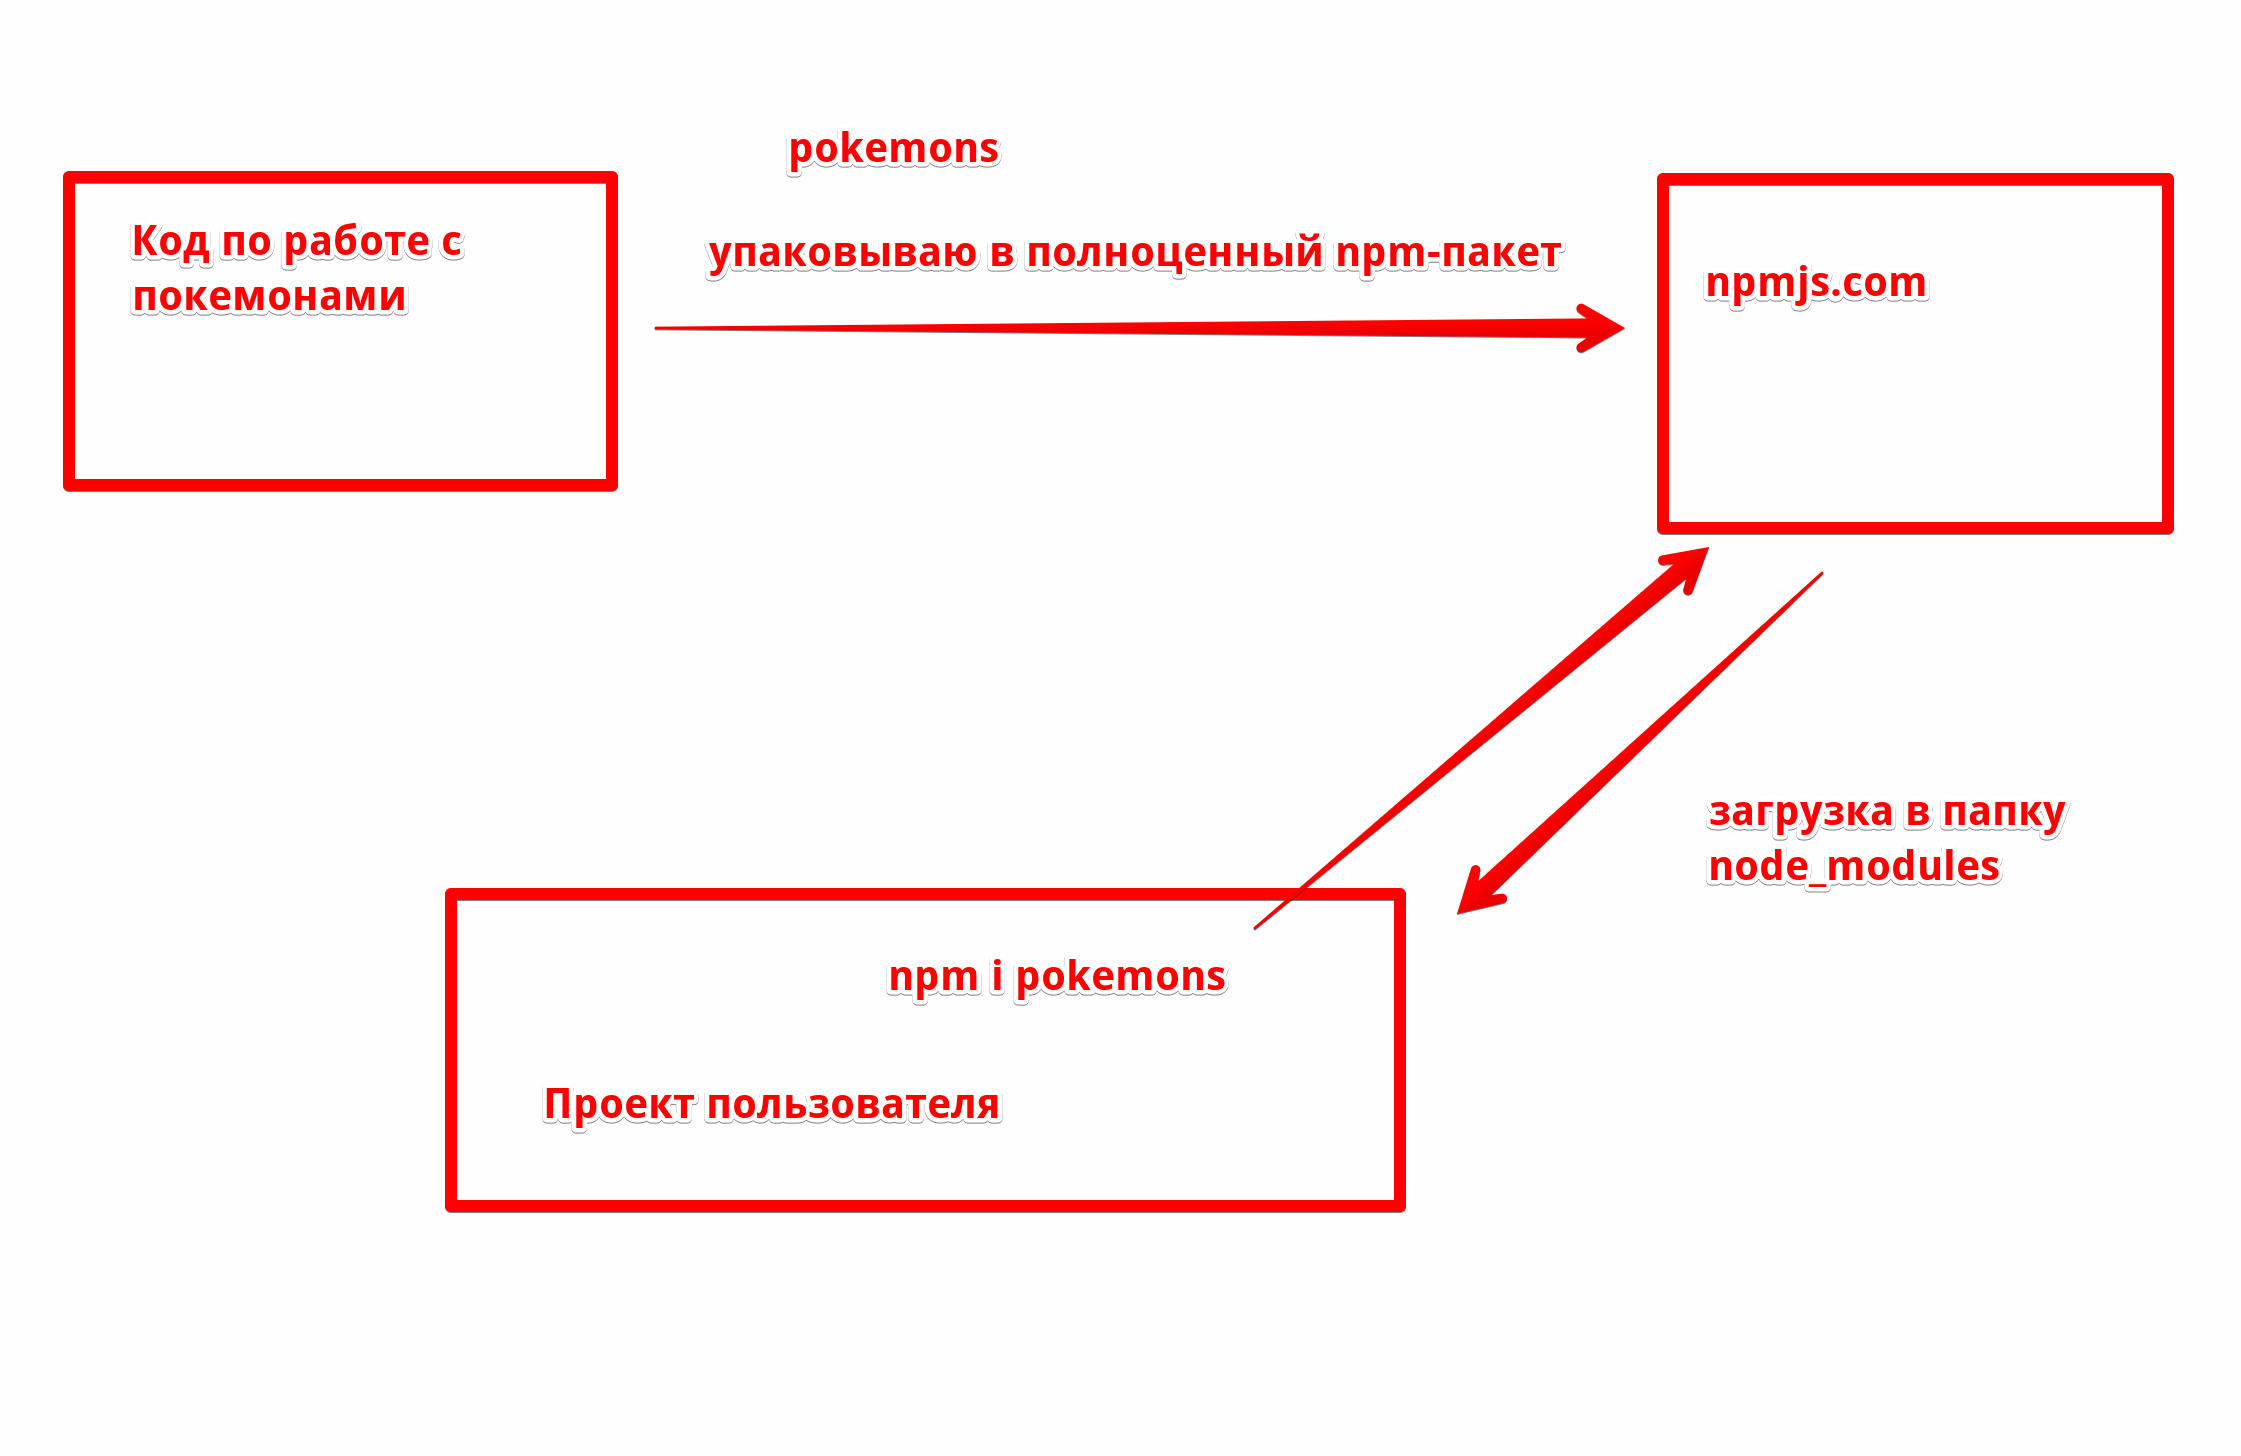 pokemons
Код по работе с
покемонами
упаковываю в полноценный npm-пакет
npmjs.com
загрузка в папку
node_modules
npm i pokemons
Проект пользователя